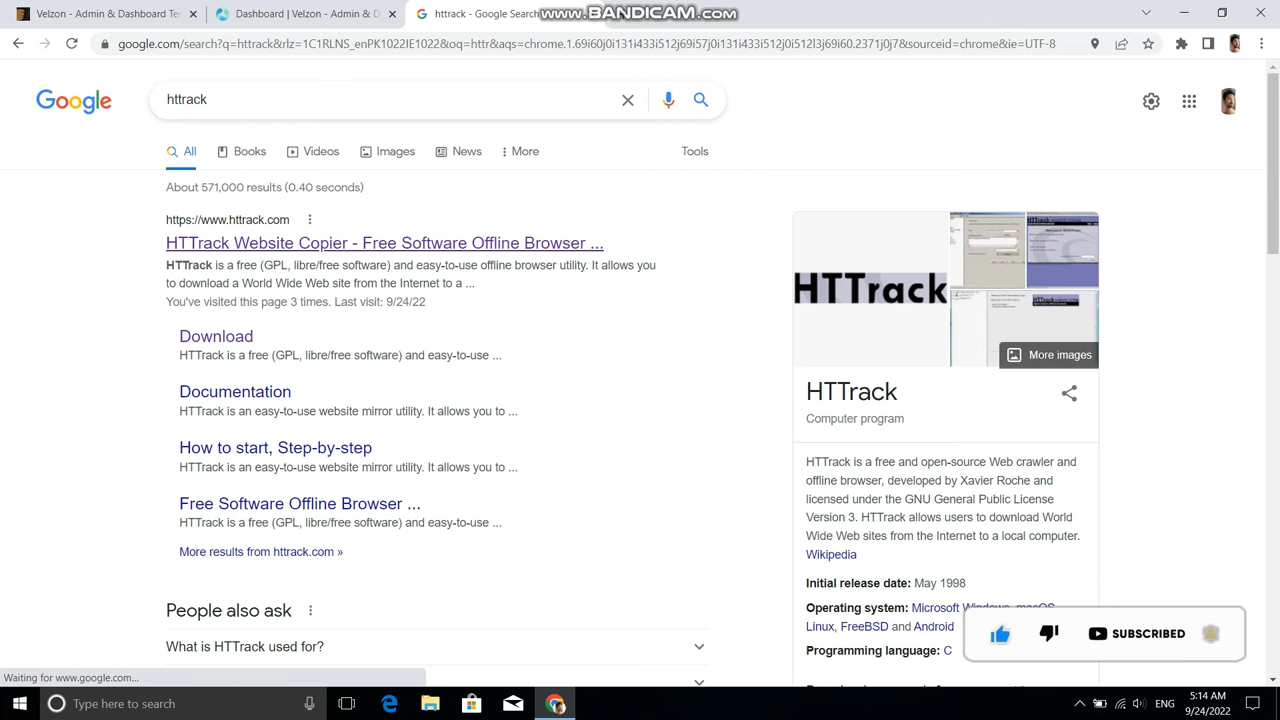 Velzon - Admin & Dashboard Te
Dashboard | Velzon - Admin & D
httrack - Google Search
www.BANDICAM.com
google.com/search?q=httrack&rlz=1C1RLNS_enPK1022IE1022&oq=httr&aqs=chrome.1.69i60j0i131i433i512j69i57j0i131i433i512j0i512l3j69i60.2371j0j7&sourceid=chrome&ie=UTF-8
Google
httrack
All
Books
Videos
Images
News
More
Tools
About 571,000 results (0.40 seconds)
https://www.httrack.com
HTTrack Website Copier - Free Software Offline Browser ...
HTTrack is a free (GPL, libre/free software) and easy-to-use offline browser utility. It allows you
to download a World Wide Web site from the Internet to a ...
You've visited this page 3 times. Last visit: 9/24/22
Download
HTTrack is a free (GPL, libre/free software) and easy-to-use ...
Documentation
HTTrack is an easy-to-use website mirror utility. It allows you to ...
How to start, Step-by-step
HTTrack is an easy-to-use website mirror utility. It allows you to ...
Free Software Offline Browser ...
HTTrack is a free (GPL, libre/free software) and easy-to-use ...
More results from httrack.com »
People also ask
What is HTTrack used for?
HTTrack
More images
HTTrack
Computer program
HTTrack is a free and open-source Web crawler and
offline browser, developed by Xavier Roche and
licensed under the GNU General Public License
Version 3. HTTrack allows users to download World
Wide Web sites from the Internet to a local computer.
Wikipedia
Initial release date: May 1998
Operating system: Microsoft Windows, macOS,
Linux, FreeBSD and Android
Programming language: C
SUBSCRIBED
Waiting for www.google.com...
Type here to search
ENG
5:14 AM
9/24/2022